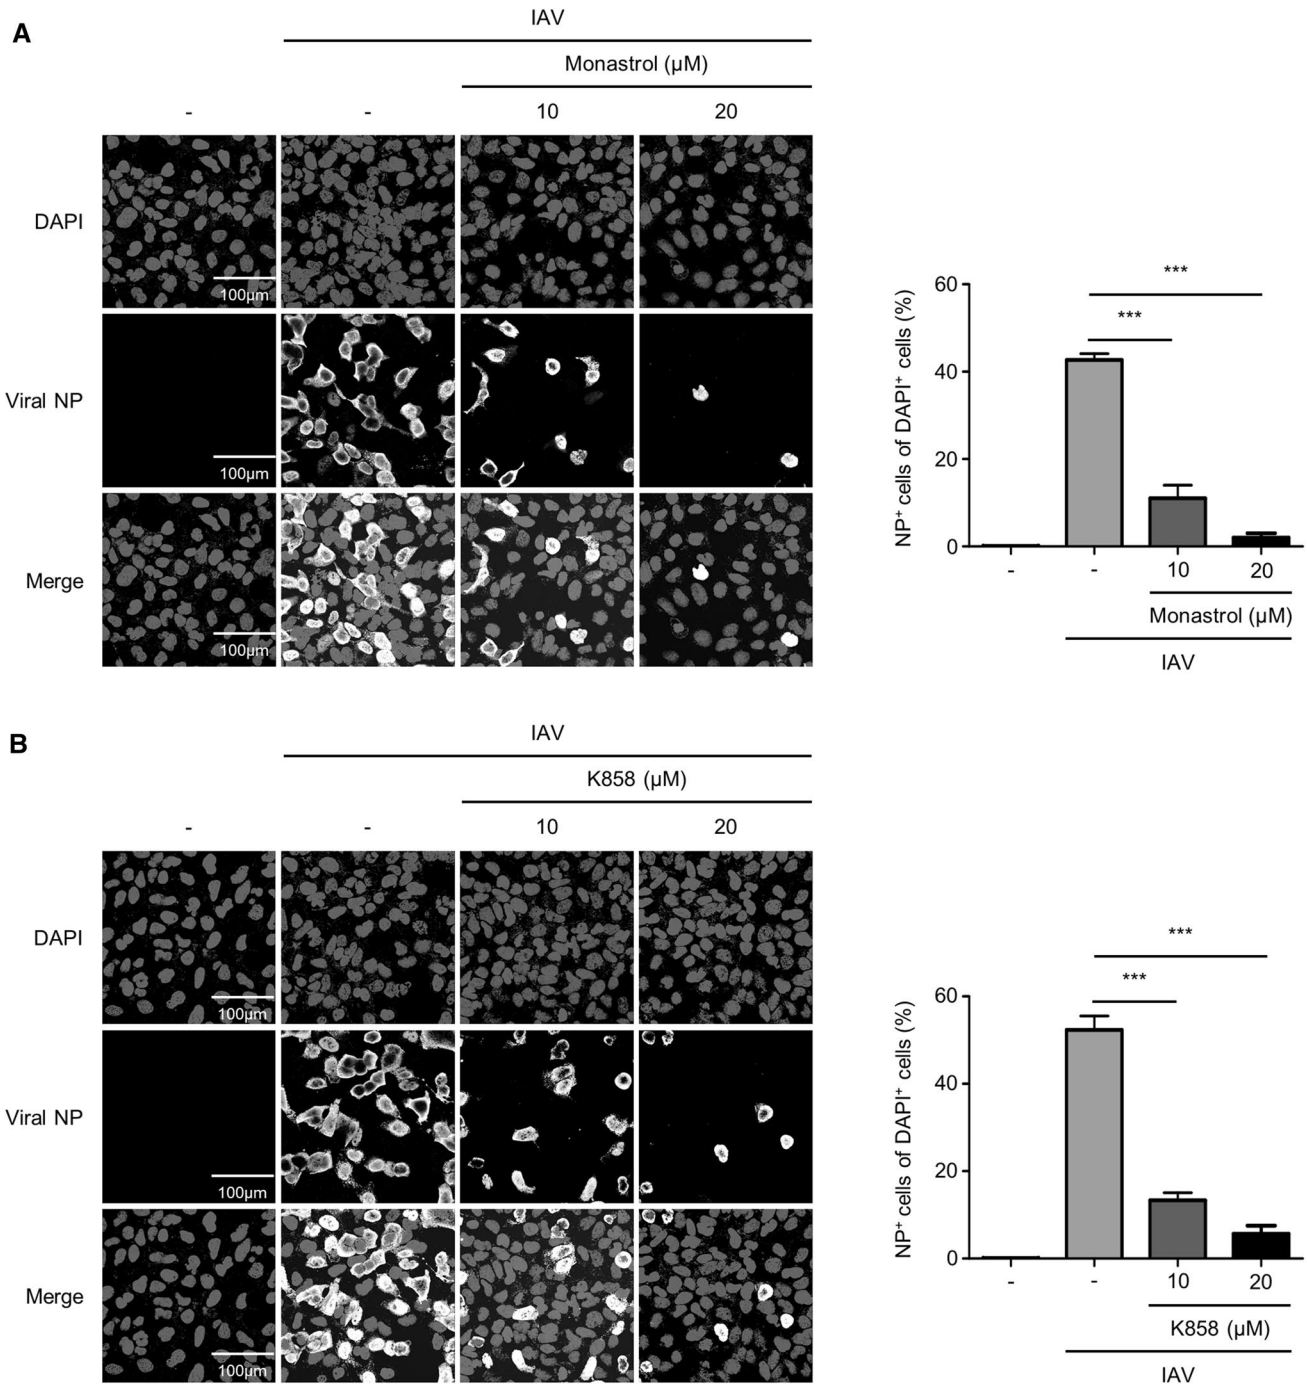 A
IAV
Monastrol (µM)
- - 10 20
DAPI
100µm
Viral NP
100µm
Merge
100µm
NP⁺ cells of DAPI⁺ cells (%)
60
40
20
0
***
***
- - 10 20
Monastrol (µM)
IAV
B
IAV
K858 (µM)
- - 10 20
DAPI
100µm
Viral NP
100µm
Merge
100µm
NP⁺ cells of DAPI⁺ cells (%)
60
40
20
0
***
***
- - 10 20
K858 (µM)
IAV